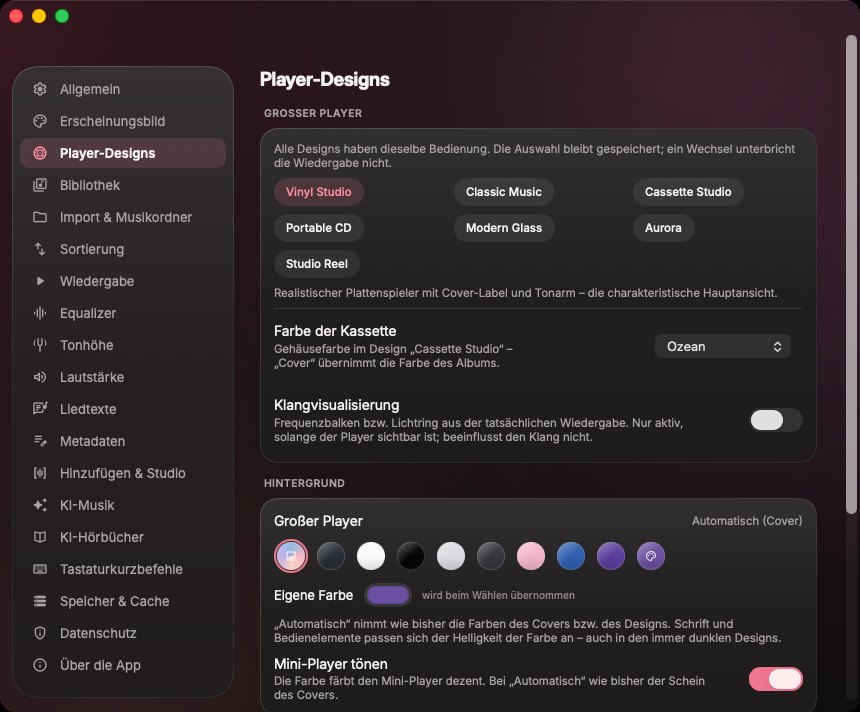 Allgemein
Erscheinungsbild
Player-Designs
Bibliothek
Import & Musikordner
Sortierung
Wiedergabe
Equalizer
Tonhöhe
Lautstärke
Liedtexte
Metadaten
Hinzufügen & Studio
KI-Musik
KI-Hörbücher
Tastaturkurzbefehle
Speicher & Cache
Datenschutz
Über die App
Player-Designs
GROSSER PLAYER
Alle Designs haben dieselbe Bedienung. Die Auswahl bleibt gespeichert; ein Wechsel unterbricht
die Wiedergabe nicht.
Vinyl Studio
Classic Music
Cassette Studio
Portable CD
Modern Glass
Aurora
Studio Reel
Realistischer Plattenspieler mit Cover-Label und Tonarm – die charakteristische Hauptansicht.
Farbe der Kassette
Gehäusefarbe im Design „Cassette Studio“ –
„Cover“ übernimmt die Farbe des Albums.
Ozean
Klangvisualisierung
Frequenzbalken bzw. Lichtring aus der tatsächlichen Wiedergabe. Nur aktiv,
solange der Player sichtbar ist; beeinflusst den Klang nicht.
HINTERGRUND
Großer Player
Automatisch (Cover)
Eigene Farbe
wird beim Wählen übernommen
„Automatisch“ nimmt wie bisher die Farben des Covers bzw. des Designs. Schrift und
Bedienelemente passen sich der Helligkeit der Farbe an – auch in den immer dunklen Designs.
Mini-Player tönen
Die Farbe färbt den Mini-Player dezent. Bei „Automatisch“ wie bisher der Schein
des Covers.